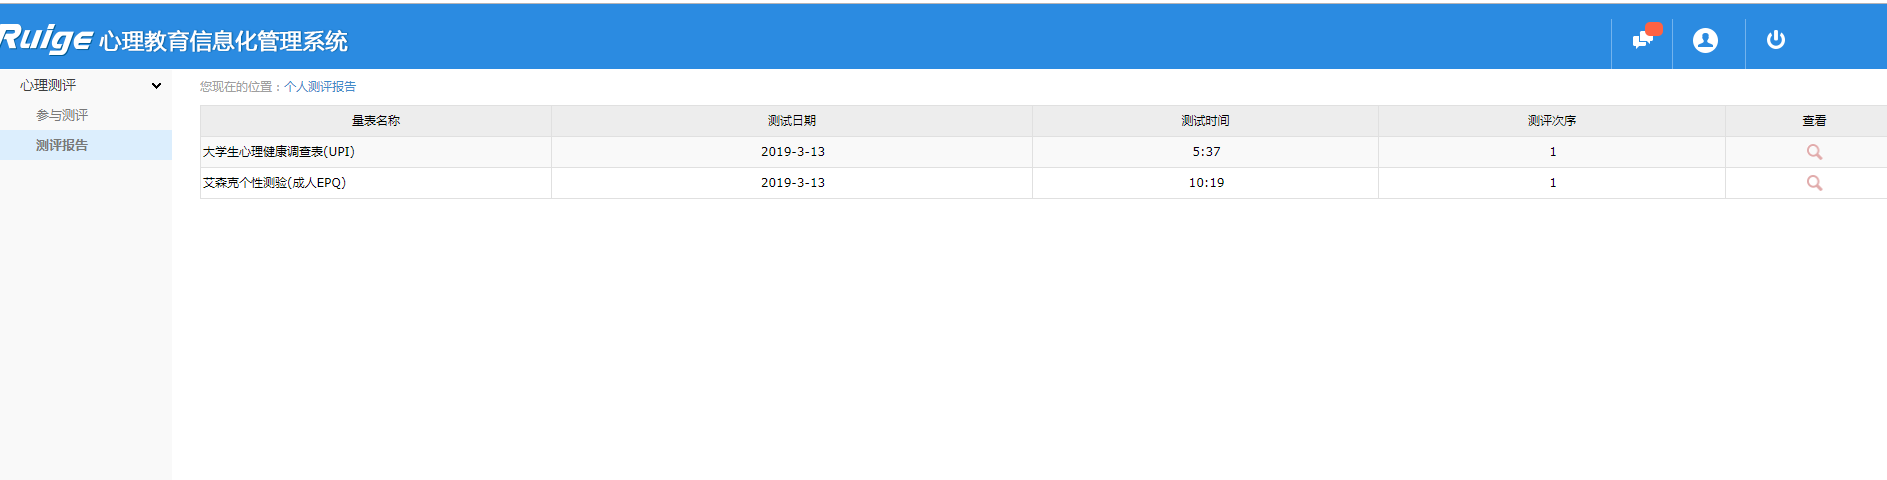 Ruige 心理教育信息化管理系统
心理测评
参与测评
测评报告
您现在的位置：个人测评报告
量表名称 测试日期 测试时间 测评次序 查看
大学生心理健康调查表(UPI) 2019-3-13 5:37 1
艾森克个性测验(成人EPQ) 2019-3-13 10:19 1